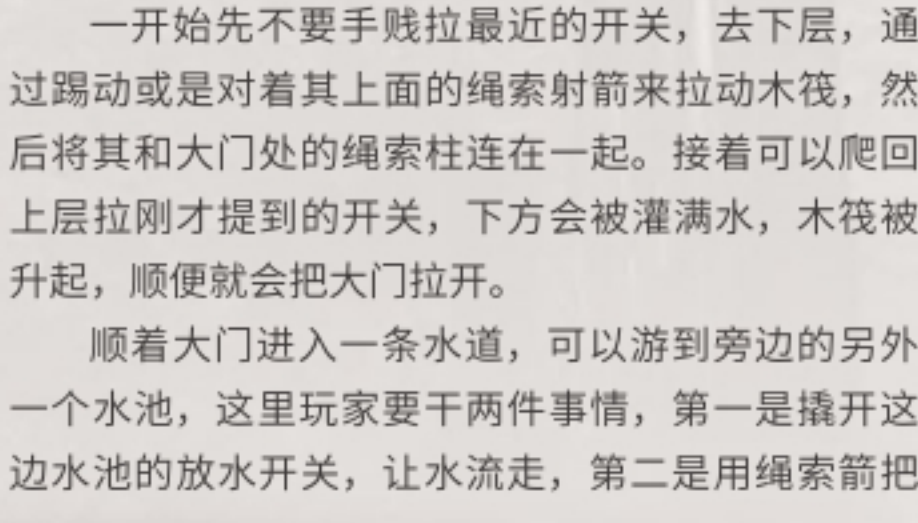 一开始先不要手贱拉最近的开关，去下层，通
过踢动或是对着其上面的绳索射箭来拉动木筏，然
后将其和大门处的绳索柱连在一起。接着可以爬回
上层拉刚才提到的开关，下方会被灌满水，木筏被
升起，顺便就会把大门拉开。
顺着大门进入一条水道，可以游到旁边的另外
一个水池，这里玩家要干两件事情，第一是撬开这
边水池的放水开关，让水流走，第二是用绳索箭把